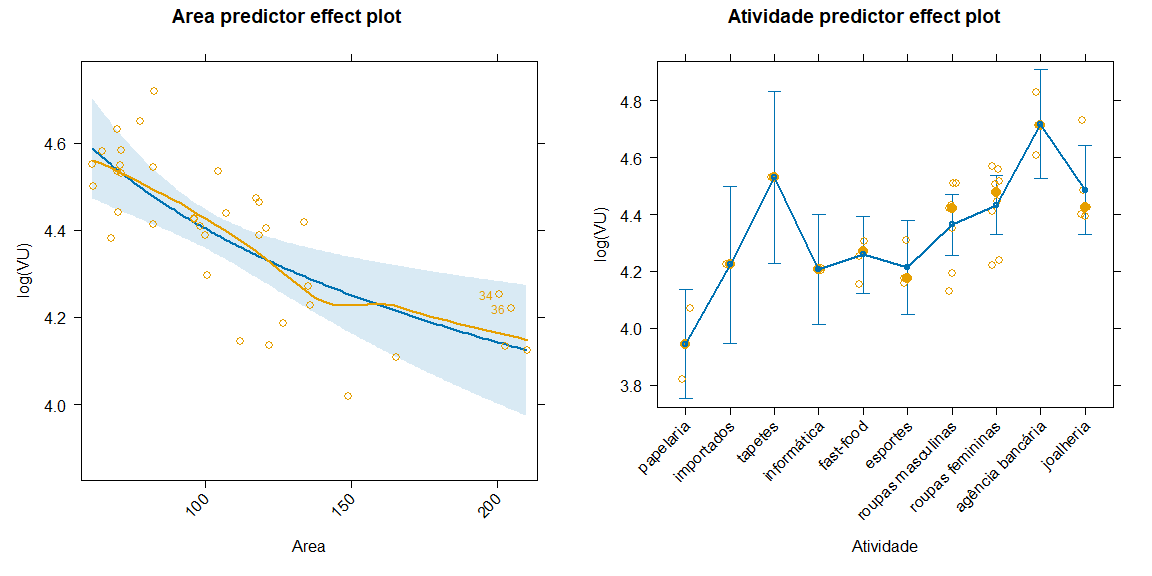 Area predictor effect plot
log(VU)
4.6
4.4
4.2
4.0
34
36
100
150
200
Area
Atividade predictor effect plot
log(VU)
4.8
4.6
4.4
4.2
4.0
3.8
papelaria
importados
tapetes
informática
fast-food
esportes
roupas masculinas
roupas femininas
agência bancária
joalheria
Atividade